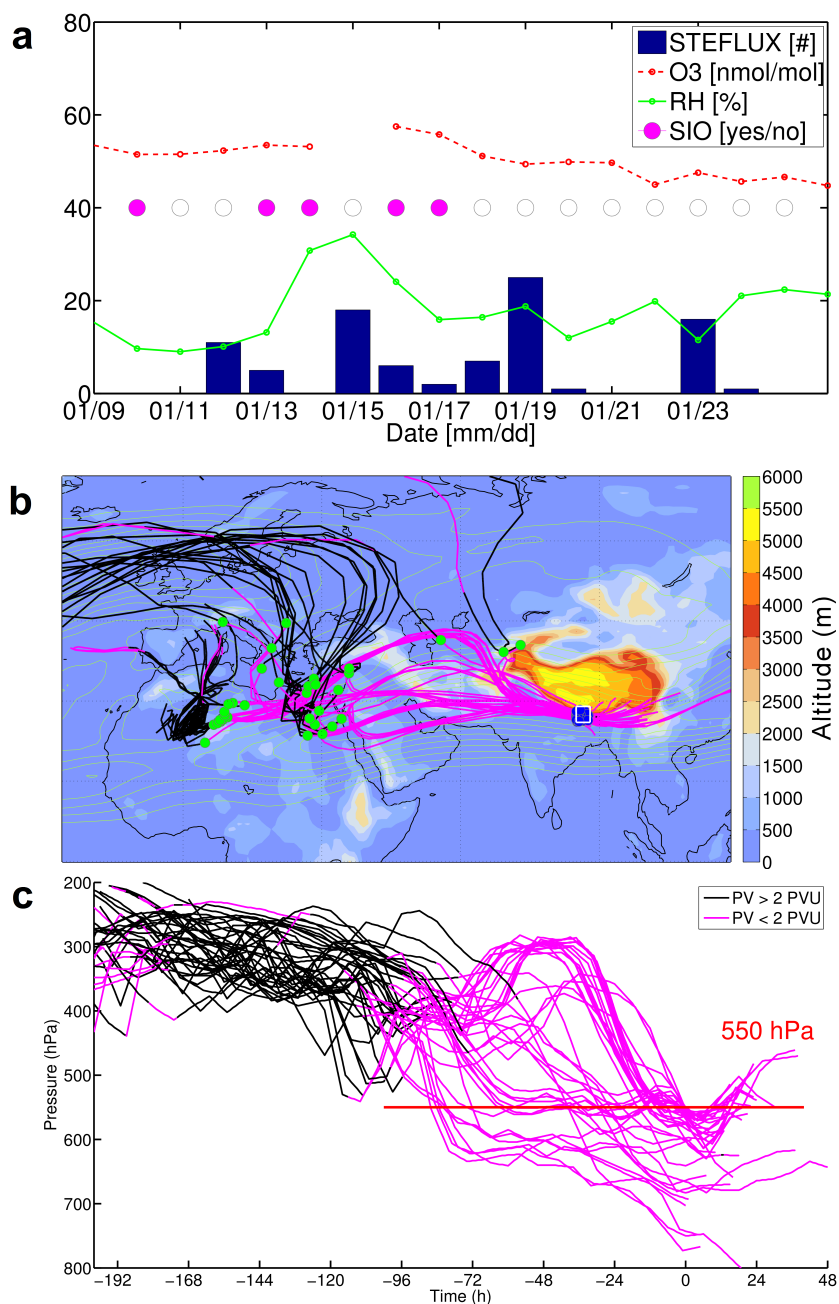 a
80
60
40
20
0
STEFLUX [#]
O3 [nmol/mol]
RH [%]
SIO [yes/no]
01/09 01/11 01/13 01/15 01/17 01/19 01/21 01/23
Date [mm/dd]
b
6000
5500
5000
4500
4000
3500
3000
2500
2000
1500
1000
500
0
Altitude (m)
c
200
300
400
500
600
700
800
Pressure (hPa)
PV > 2 PVU
PV < 2 PVU
550 hPa
−192 −168 −144 −120 −96 −72 −48 −24 0 24 48
Time (h)